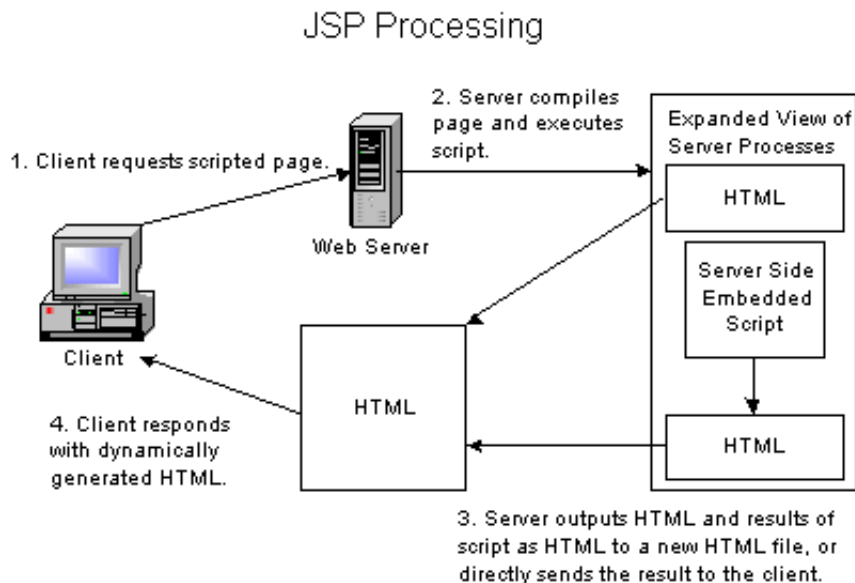 JSP Processing
1. Client requests scripted page.
Web Server
2. Server compiles
page and executes
script.
Expanded View of
Server Processes
HTML
Server Side
Embedded
Script
HTML
Client
HTML
4. Client responds
with dynamically
generated HTML.
3. Server outputs HTML and results of
script as HTML to a new HTML file, or
directly sends the result to the client.